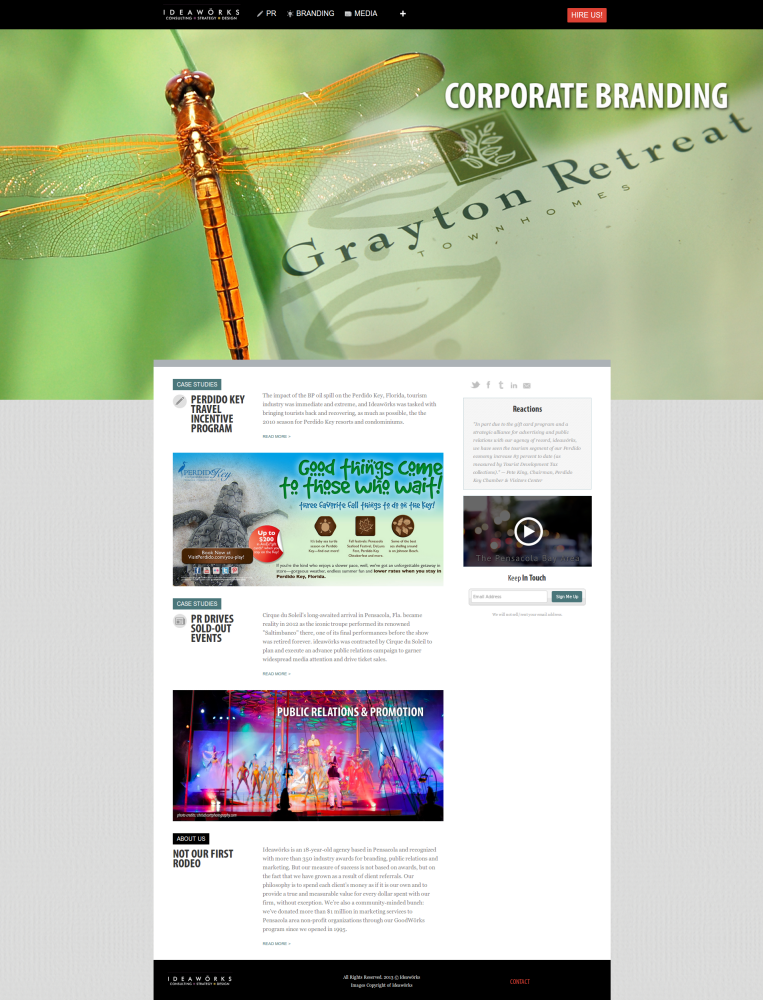 IDEAWÖRKS
CONSULTING + STRATEGY + DESIGN
PR
BRANDING
MEDIA
+
HIRE US!
CORPORATE BRANDING
Grayton Retreat
TOWNHOMES
CASE STUDIES
PERDIDO KEY
TRAVEL
INCENTIVE
PROGRAM
The impact of the BP oil spill on the Perdido Key, Florida, tourism
industry was immediate and extreme, and Ideawörks was tasked with
bringing tourists back and recovering, as much as possible, the the
2010 season for Perdido Key resorts and condominiums.
READ MORE »
PERDIDO Key
Good things come
to those who wait!
three favorite fall things to do on the Key!
Up to
$200
Book Now at
VisitPerdido.com/you-play!
If you're the kind who enjoys a slower pace, well, we've got an unforgettable getaway in
store—gorgeous weather, endless summer fun and lower rates when you stay in
Perdido Key, Florida.
CASE STUDIES
PR DRIVES
SOLD-OUT
EVENTS
Cirque du Soleil's long-awaited arrival in Pensacola, Fla. became
reality in 2012 as the iconic troupe performed its renowned
"Saltimbanco" there, one of its final performances before the show
was retired forever. ideawörks was contracted by Cirque du Soleil to
plan and execute an advance public relations campaign to garner
widespread media attention and drive ticket sales.
READ MORE »
PUBLIC RELATIONS & PROMOTION
ABOUT US
NOT OUR FIRST
RODEO
Ideawörks is an 18-year-old agency based in Pensacola and recognized
with more than 350 industry awards for branding, public relations and
marketing. But our measure of success is not based on awards, but on
the fact that we have grown as a result of client referrals. Our
philosophy is to spend each client's money as if it is our own and to
provide a true and measurable value for every dollar spent with our
firm, without exception. We're also a community-minded bunch:
we've donated more than $1 million in marketing services to
Pensacola area non-profit organizations through our GoodWörks
program since we opened in 1995.
READ MORE »
Reactions
"In part due to the gift card program and a
strategic alliance for advertising and public
relations with our agency of record, ideawörks,
we have seen the tourism segment of our Perdido
economy increase 65 percent to date (as
measured by Tourist Development Tax
collections)." – Pete King, Chairman, Perdido
Key Chamber & Visitors Center
Keep In Touch
Email Address
Sign Me Up
We will not sell/rent your email address
IDEAWÖRKS
CONSULTING + STRATEGY + DESIGN
All Rights Reserved. 2013 © Ideawörks
Images Copyright of Ideawörks
CONTACT